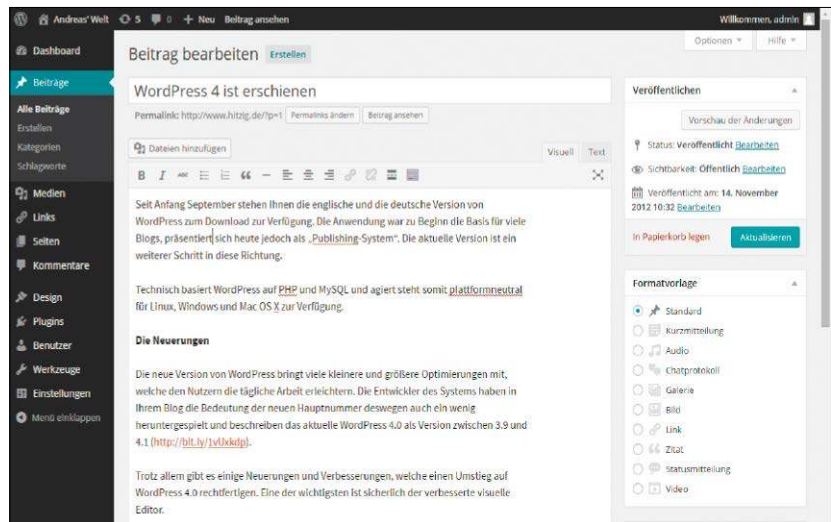 Andreas' Welt 5 0 + Neu Beitrag ansehen Willkommen, admin
Optionen Hilfe
Dashboard
Beiträge
Alle Beiträge
Erstellen
Kategorien
Schlagworte
Medien
Links
Seiten
Kommentare
Design
Plugins
Benutzer
Werkzeuge
Einstellungen
Menü einklappen
Beitrag bearbeiten Erstellen
WordPress 4 ist erschienen
Permalink: http://www.hitzig.de/?p=1 Permalinks ändern Beitrag ansehen
Dateien hinzufügen Visuell Text
B I ABC
Seit Anfang September stehen Ihnen die englische und die deutsche Version von
WordPress zum Download zur Verfügung. Die Anwendung war zu Beginn die Basis für viele
Blogs, präsentiert sich heute jedoch als „Publishing-System“. Die aktuelle Version ist ein
weiterer Schritt in diese Richtung.
Technisch basiert WordPress auf PHP und MySQL und agiert steht somit plattformneutral
für Linux, Windows und Mac OS X zur Verfügung.
Die Neuerungen
Die neue Version von WordPress bringt viele kleinere und größere Optimierungen mit,
welche den Nutzern die tägliche Arbeit erleichtern. Die Entwickler des Systems haben in
Ihrem Blog die Bedeutung der neuen Hauptnummer deswegen auch ein wenig
heruntergespielt und beschreiben das aktuelle WordPress 4.0 als Version zwischen 3.9 und
4.1 (http://bit.ly/1vUxkdp).
Trotz allem gibt es einige Neuerungen und Verbesserungen, welche einen Umstieg auf
WordPress 4.0 rechtfertigen. Eine der wichtigsten ist sicherlich der verbesserte visuelle
Editor.
Veröffentlichen
Vorschau der Änderungen
Status: Veröffentlicht Bearbeiten
Sichtbarkeit: Öffentlich Bearbeiten
Veröffentlicht am: 14. November
2012 10:32 Bearbeiten
In Papierkorb legen Aktualisieren
Formatvorlage
Standard
Kurzmitteilung
Audio
Chatprotokoll
Galerie
Bild
Link
Zitat
Statusmitteilung
Video